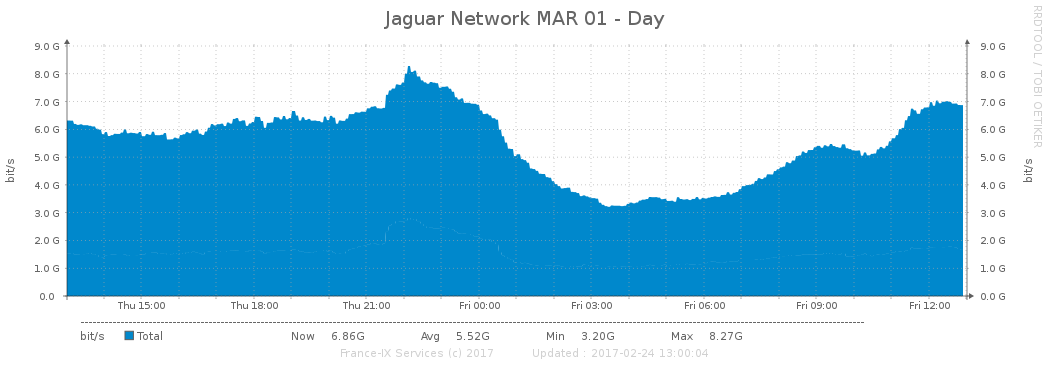 Jaguar Network MAR 01 - Day
RRDTOOL / TOBI OETIKER
9.0 G 9.0 G
8.0 G 8.0 G
7.0 G 7.0 G
6.0 G 6.0 G
5.0 G 5.0 G
4.0 G 4.0 G
3.0 G 3.0 G
2.0 G 2.0 G
1.0 G 1.0 G
0.0 0.0 G
bit/s
bit/s
Thu 15:00 Thu 18:00 Thu 21:00 Fri 00:00 Fri 03:00 Fri 06:00 Fri 09:00 Fri 12:00
bit/s Total Now 6.86G Avg 5.52G Min 3.20G Max 8.27G
France-IX Services (c) 2017 Updated : 2017-02-24 13:00:04